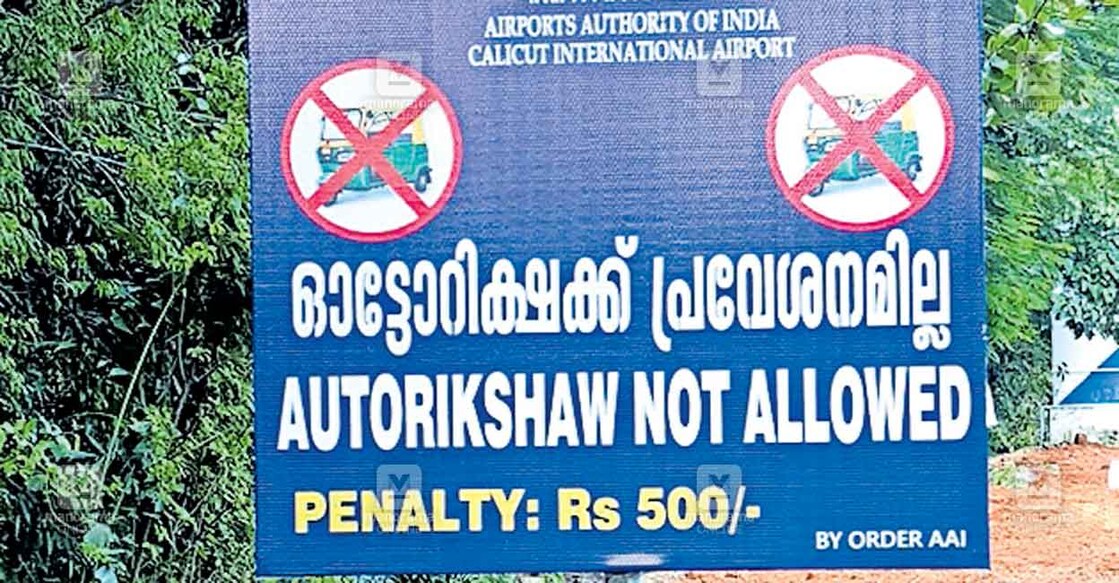 AIRPORTS AUTHORITY OF INDIA
CALICUT INTERNATIONAL AIRPORT
ഓട്ടോറിക്ഷക്ക് പ്രവേശനമില്ല
AUTORIKSHAW NOT ALLOWED
PENALTY: Rs 500/-
BY ORDER AAI